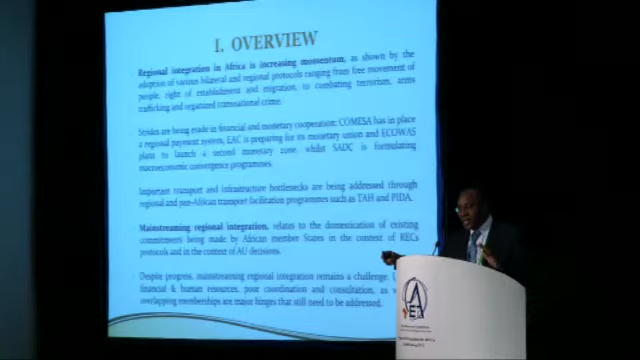 I. OVERVIEW
Regional integration in Africa is increasing momentum, as shown by the
adoption of various bilateral and regional protocols ranging from free movement of
people, right of establishment and migration, to combatting terrorism, arms
trafficking and organized transnational crime.
Strides are being made in financial and monetary cooperation: COMESA has in place
a regional payment system, EAC is preparing for its monetary union and ECOWAS
plans to launch a second monetary zone, whilst SADC is formulating
macroeconomic convergence programmes.
Important transport and infrastructure bottlenecks are being addressed through
regional and pan-African transport facilitation programmes such as TAH and PIDA.
Mainstreaming regional integration, relates to the domestication of existing
commitments being made by African member States in the context of RECs
protocols and in the context of AU decisions.
Despite progress, mainstreaming regional integration remains a challenge.
financial & human resources, poor coordination and consultation, as
overlapping memberships are major hinges that still need to be addressed.
AEC